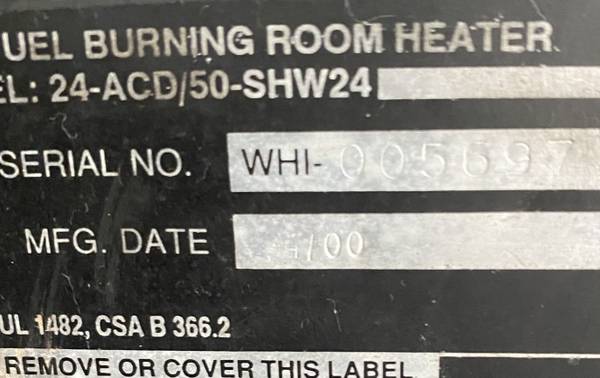 UEL BURNING ROOM HEATER
EL: 24-ACD/50-SHW24
SERIAL NO. WHI-005697
MFG. DATE /00
UL 1482, CSA B 366.2
REMOVE OR COVER THIS LABEL